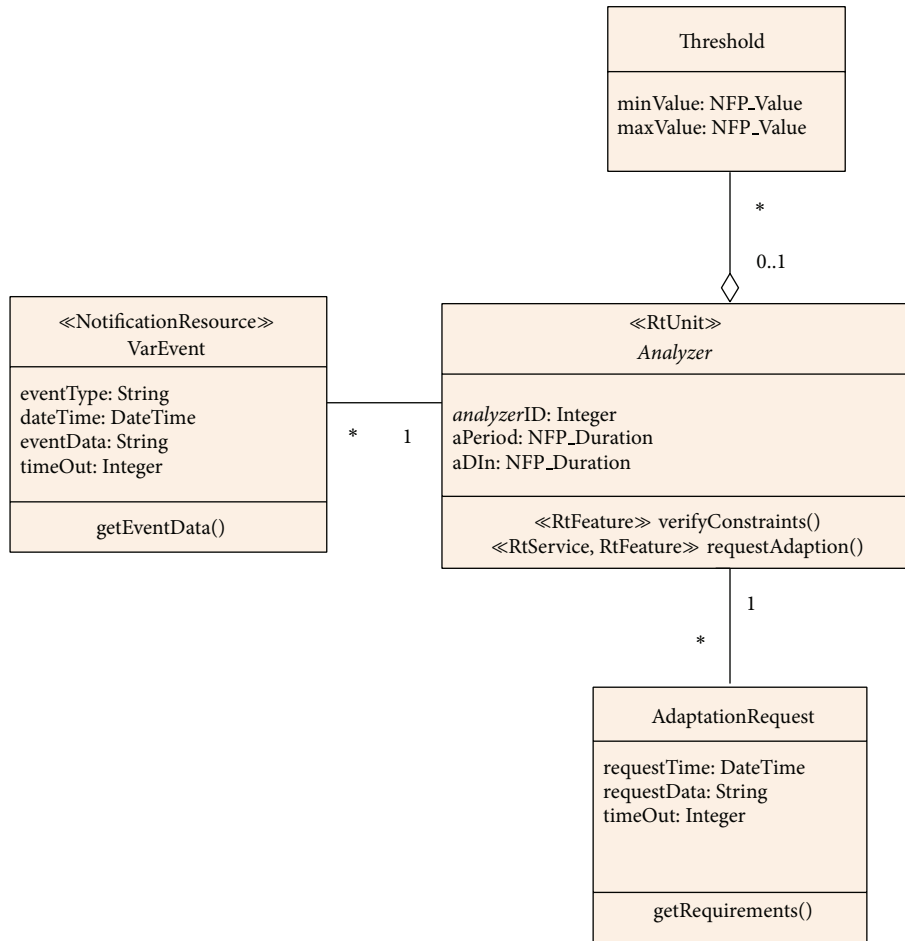 Threshold
minValue: NFP_Value
maxValue: NFP_Value
*
0..1
≪NotificationResource≫
VarEvent
eventType: String
dateTime: DateTime
eventData: String
timeOut: Integer
getEventData()
*
1
≪RtUnit≫
Analyzer
analyzerID: Integer
aPeriod: NFP_Duration
aDIn: NFP_Duration
≪RtFeature≫ verifyConstraints()
≪RtService, RtFeature≫ requestAdaption()
1
*
AdaptationRequest
requestTime: DateTime
requestData: String
timeOut: Integer
getRequirements()